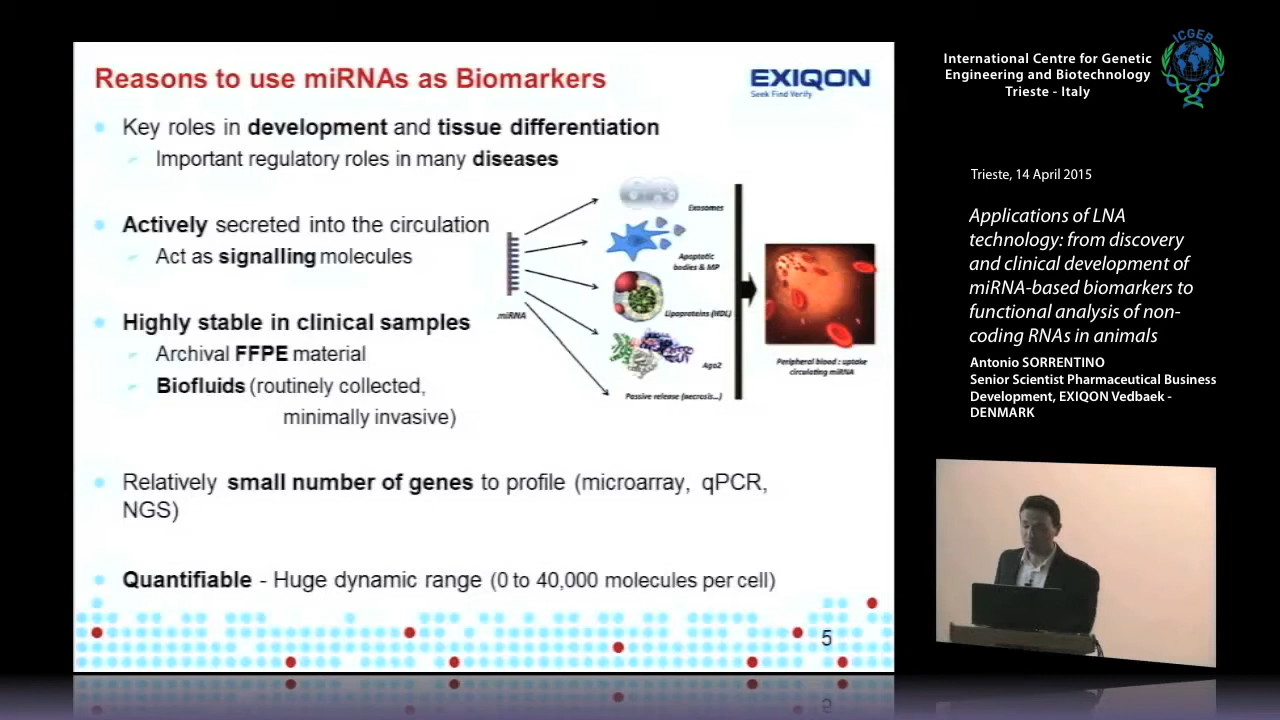 Reasons to use miRNAs as Biomarkers
EXIQON
Seek Find Verify
Key roles in development and tissue differentiation
Important regulatory roles in many diseases
Actively secreted into the circulation
Act as signalling molecules
Highly stable in clinical samples
Archival FFPE material
Biofluids (routinely collected,
minimally invasive)
miRNA
Exosomes
Apoptotic
bodies & MP
Lipoproteins (HDL)
Ago2
Passive release (necrosis...)
Peripheral blood : uptake
circulating miRNA
Relatively small number of genes to profile (microarray, qPCR,
NGS)
Quantifiable - Huge dynamic range (0 to 40,000 molecules per cell)
5
International Centre for Genetic
Engineering and Biotechnology
Trieste - Italy
ICGEB
Trieste, 14 April 2015
Applications of LNA
technology: from discovery
and clinical development of
miRNA-based biomarkers to
functional analysis of non-
coding RNAs in animals
Antonio SORRENTINO
Senior Scientist Pharmaceutical Business
Development, EXIQON Vedbaek -
DENMARK